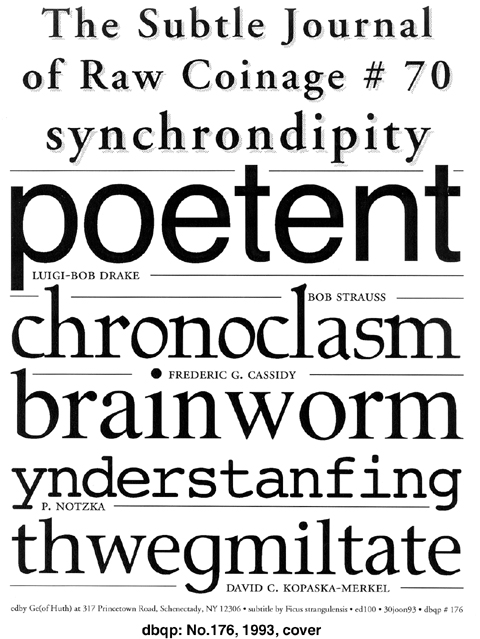 The Subtle Journal
of Raw Coinage # 70
synchrondipity
poetent
LUIGI-BOB DRAKE
BOB STRAUSS
chronoclasm
FREDERIC G. CASSIDY
brainworm
ynderstanfing
P. NOTZKA
thwegmiltate
DAVID C. KOPASKA-MERKEL
edby Ge(of Huth) at 317 Princetown Road, Schenectady, NY 12306 • subtitle by Ficus strangulensis • ed100 • 30joon93 • dbqp # 176
dbqp: No.176, 1993, cover